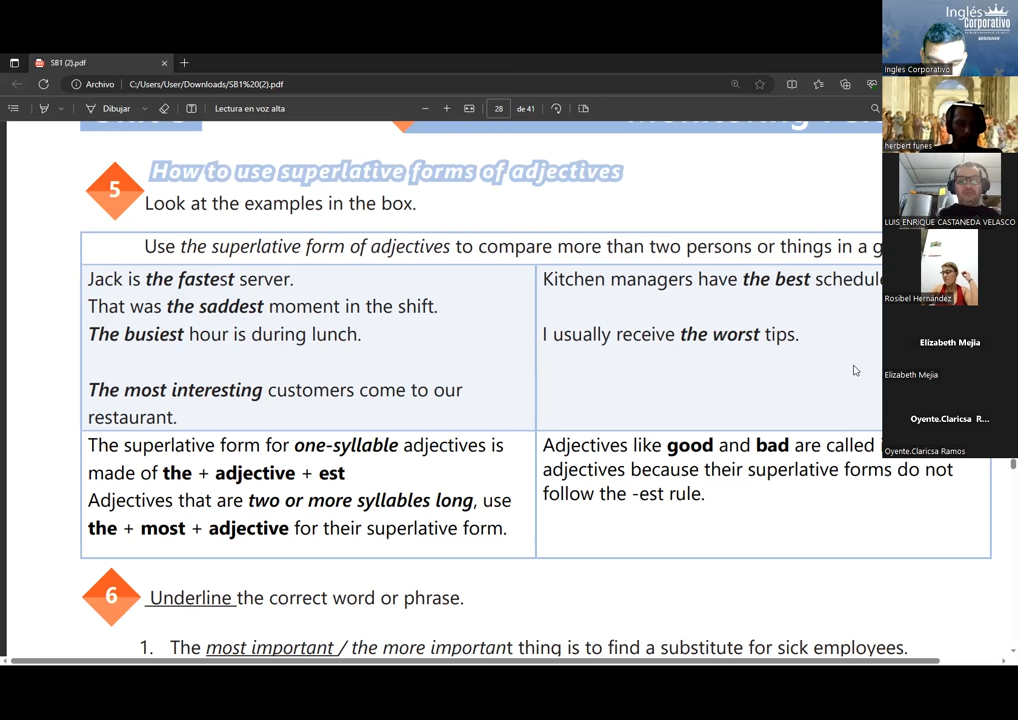 Inglés
Corporativo
BEGINNER
Ingles Corporativo
SB1 (2).pdf
Archivo
C:/Users/User/Downloads/SB1%20(2).pdf
Dibujar
Lectura en voz alta
28
de 41
herbert funes
5
How to use superlative forms of adjectives
Look at the examples in the box.
LUIS ENRIQUE CASTANEDA VELASCO
Use the superlative form of adjectives to compare more than two persons or things in a g
Jack is the fastest server.
That was the saddest moment in the shift.
The busiest hour is during lunch.
The most interesting customers come to our
restaurant.
Kitchen managers have the best schedule
I usually receive the worst tips.
Rosibel Hernández
Elizabeth Mejia
Elizabeth Mejia
Oyente.Claricsa R...
Oyente.Claricsa Ramos
The superlative form for one-syllable adjectives is
made of the + adjective + est
Adjectives that are two or more syllables long, use
the + most + adjective for their superlative form.
Adjectives like good and bad are called
adjectives because their superlative forms do not
follow the -est rule.
6
Underline the correct word or phrase.
1. The most important / the more important thing is to find a substitute for sick employees.